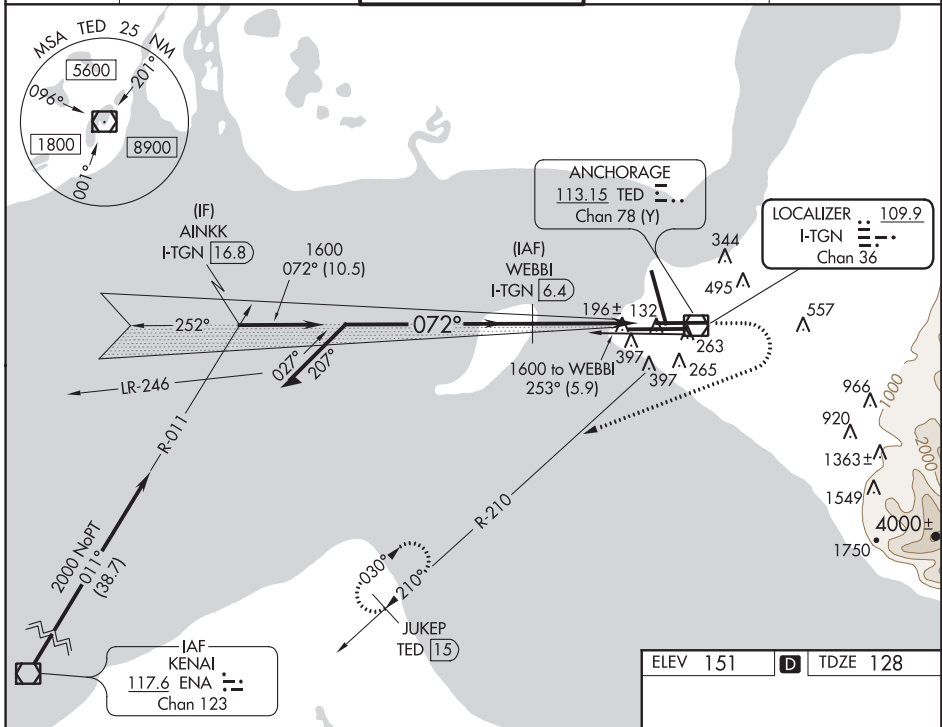 MSA TED 25 NM
5600
201°
096°
1800
8900
001°
(IF)
AINKK
I-TGN 16.8
1600
072° (10.5)
(IAF)
WEBBI
I-TGN 6.4
ANCHORAGE
113.15 TED
Chan 78 (Y)
LOCALIZER 109.9
I-TGN
Chan 36
344
495
557
196± 132
252°
072°
263
397
397
265
1600 to WEBBI
253° (5.9)
027°
207°
LR-246
R-011
966
1000
920
2000
1363±
1549
4000±
1750
R-210
2000 NoPT
011°
(38.7)
030°
210°
JUKEP
TED 15
IAF
KENAI
117.6 ENA
Chan 123
ELEV 151 D TDZE 128